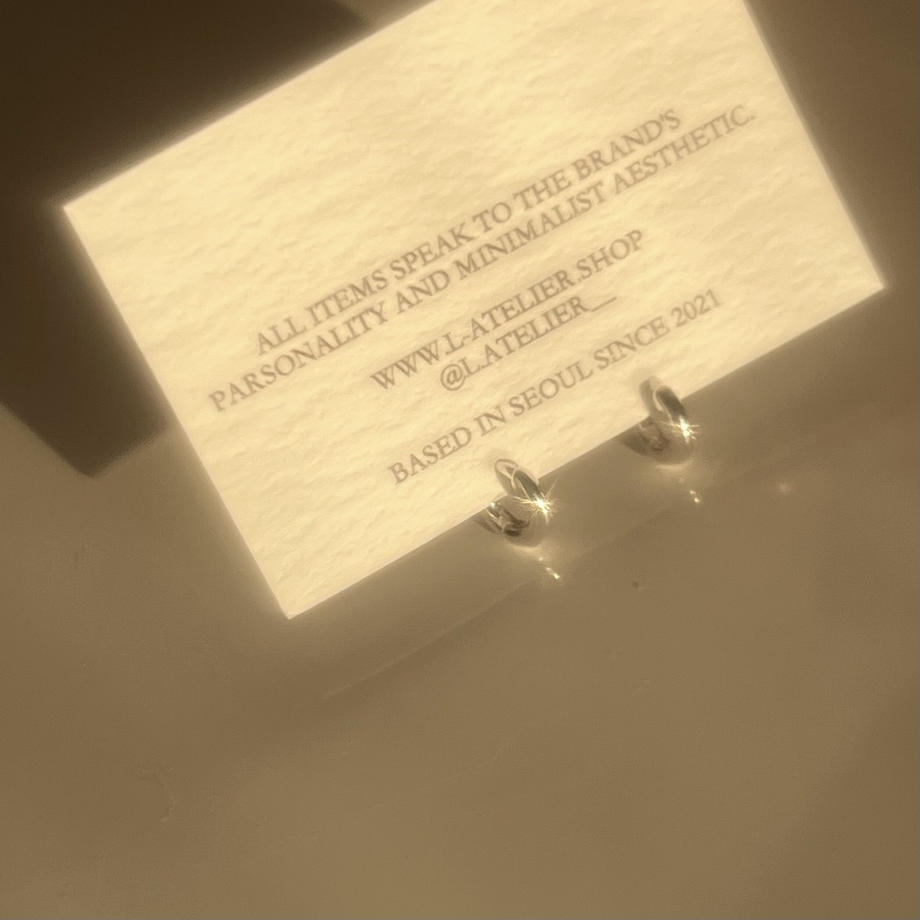 ALL ITEMS SPEAK TO THE BRAND'S
PARSONALITY AND MINIMALIST AESTHETIC.
WWW.L-ATELIER.SHOP
@L.ATELIER__
BASED IN SEOUL SINCE 2021